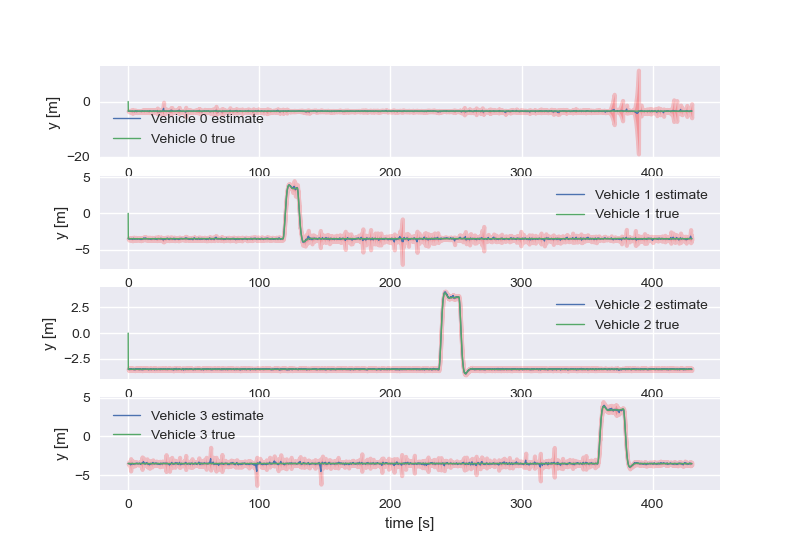 0
−20
y [m]
Vehicle 0 estimate
Vehicle 0 true
0 100 200 300 400
5
0
−5
y [m]
Vehicle 1 estimate
Vehicle 1 true
0 100 200 300 400
2.5
0.0
−2.5
y [m]
Vehicle 2 estimate
Vehicle 2 true
0 100 200 300 400
5
0
−5
y [m]
Vehicle 3 estimate
Vehicle 3 true
0 100 200 300 400
time [s]